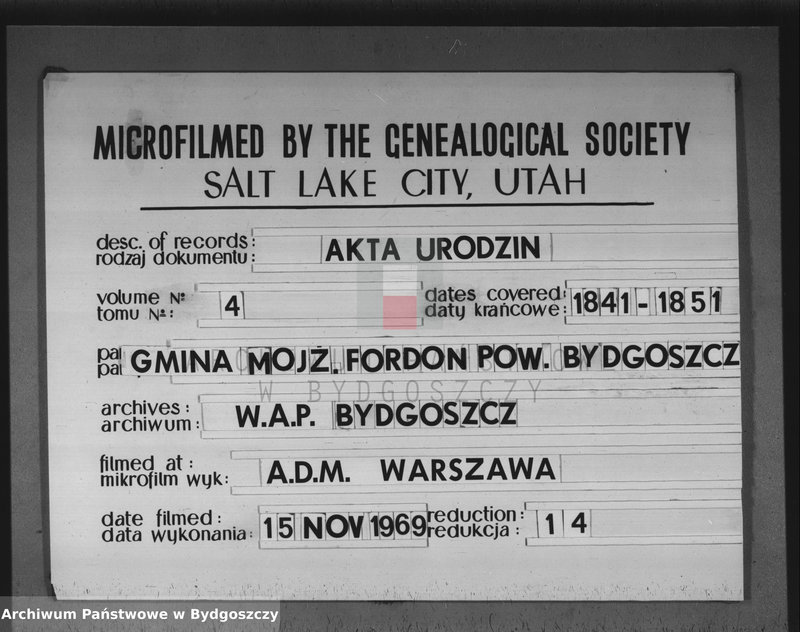 MICROFILMED BY THE GENEALOGICAL SOCIETY
SALT LAKE CITY, UTAH
desc. of records:
rodzaj dokumentu:
AKTA URODZIN
volume №
tomu №:
4
dates covered:
daty krańcowe:
1841-1851
pa
pa
GMINA MOJŻ. FORDON POW. BYDGOSZCZ
W BYDGOSZCZY
archives:
archiwum:
W.A.P. BYDGOSZCZ
filmed at:
mikrofilm wyk:
A.D.M. WARSZAWA
date filmed:
data wykonania:
15 NOV 1969
reduction:
redukcja:
14
Archiwum Państwowe w Bydgoszczy